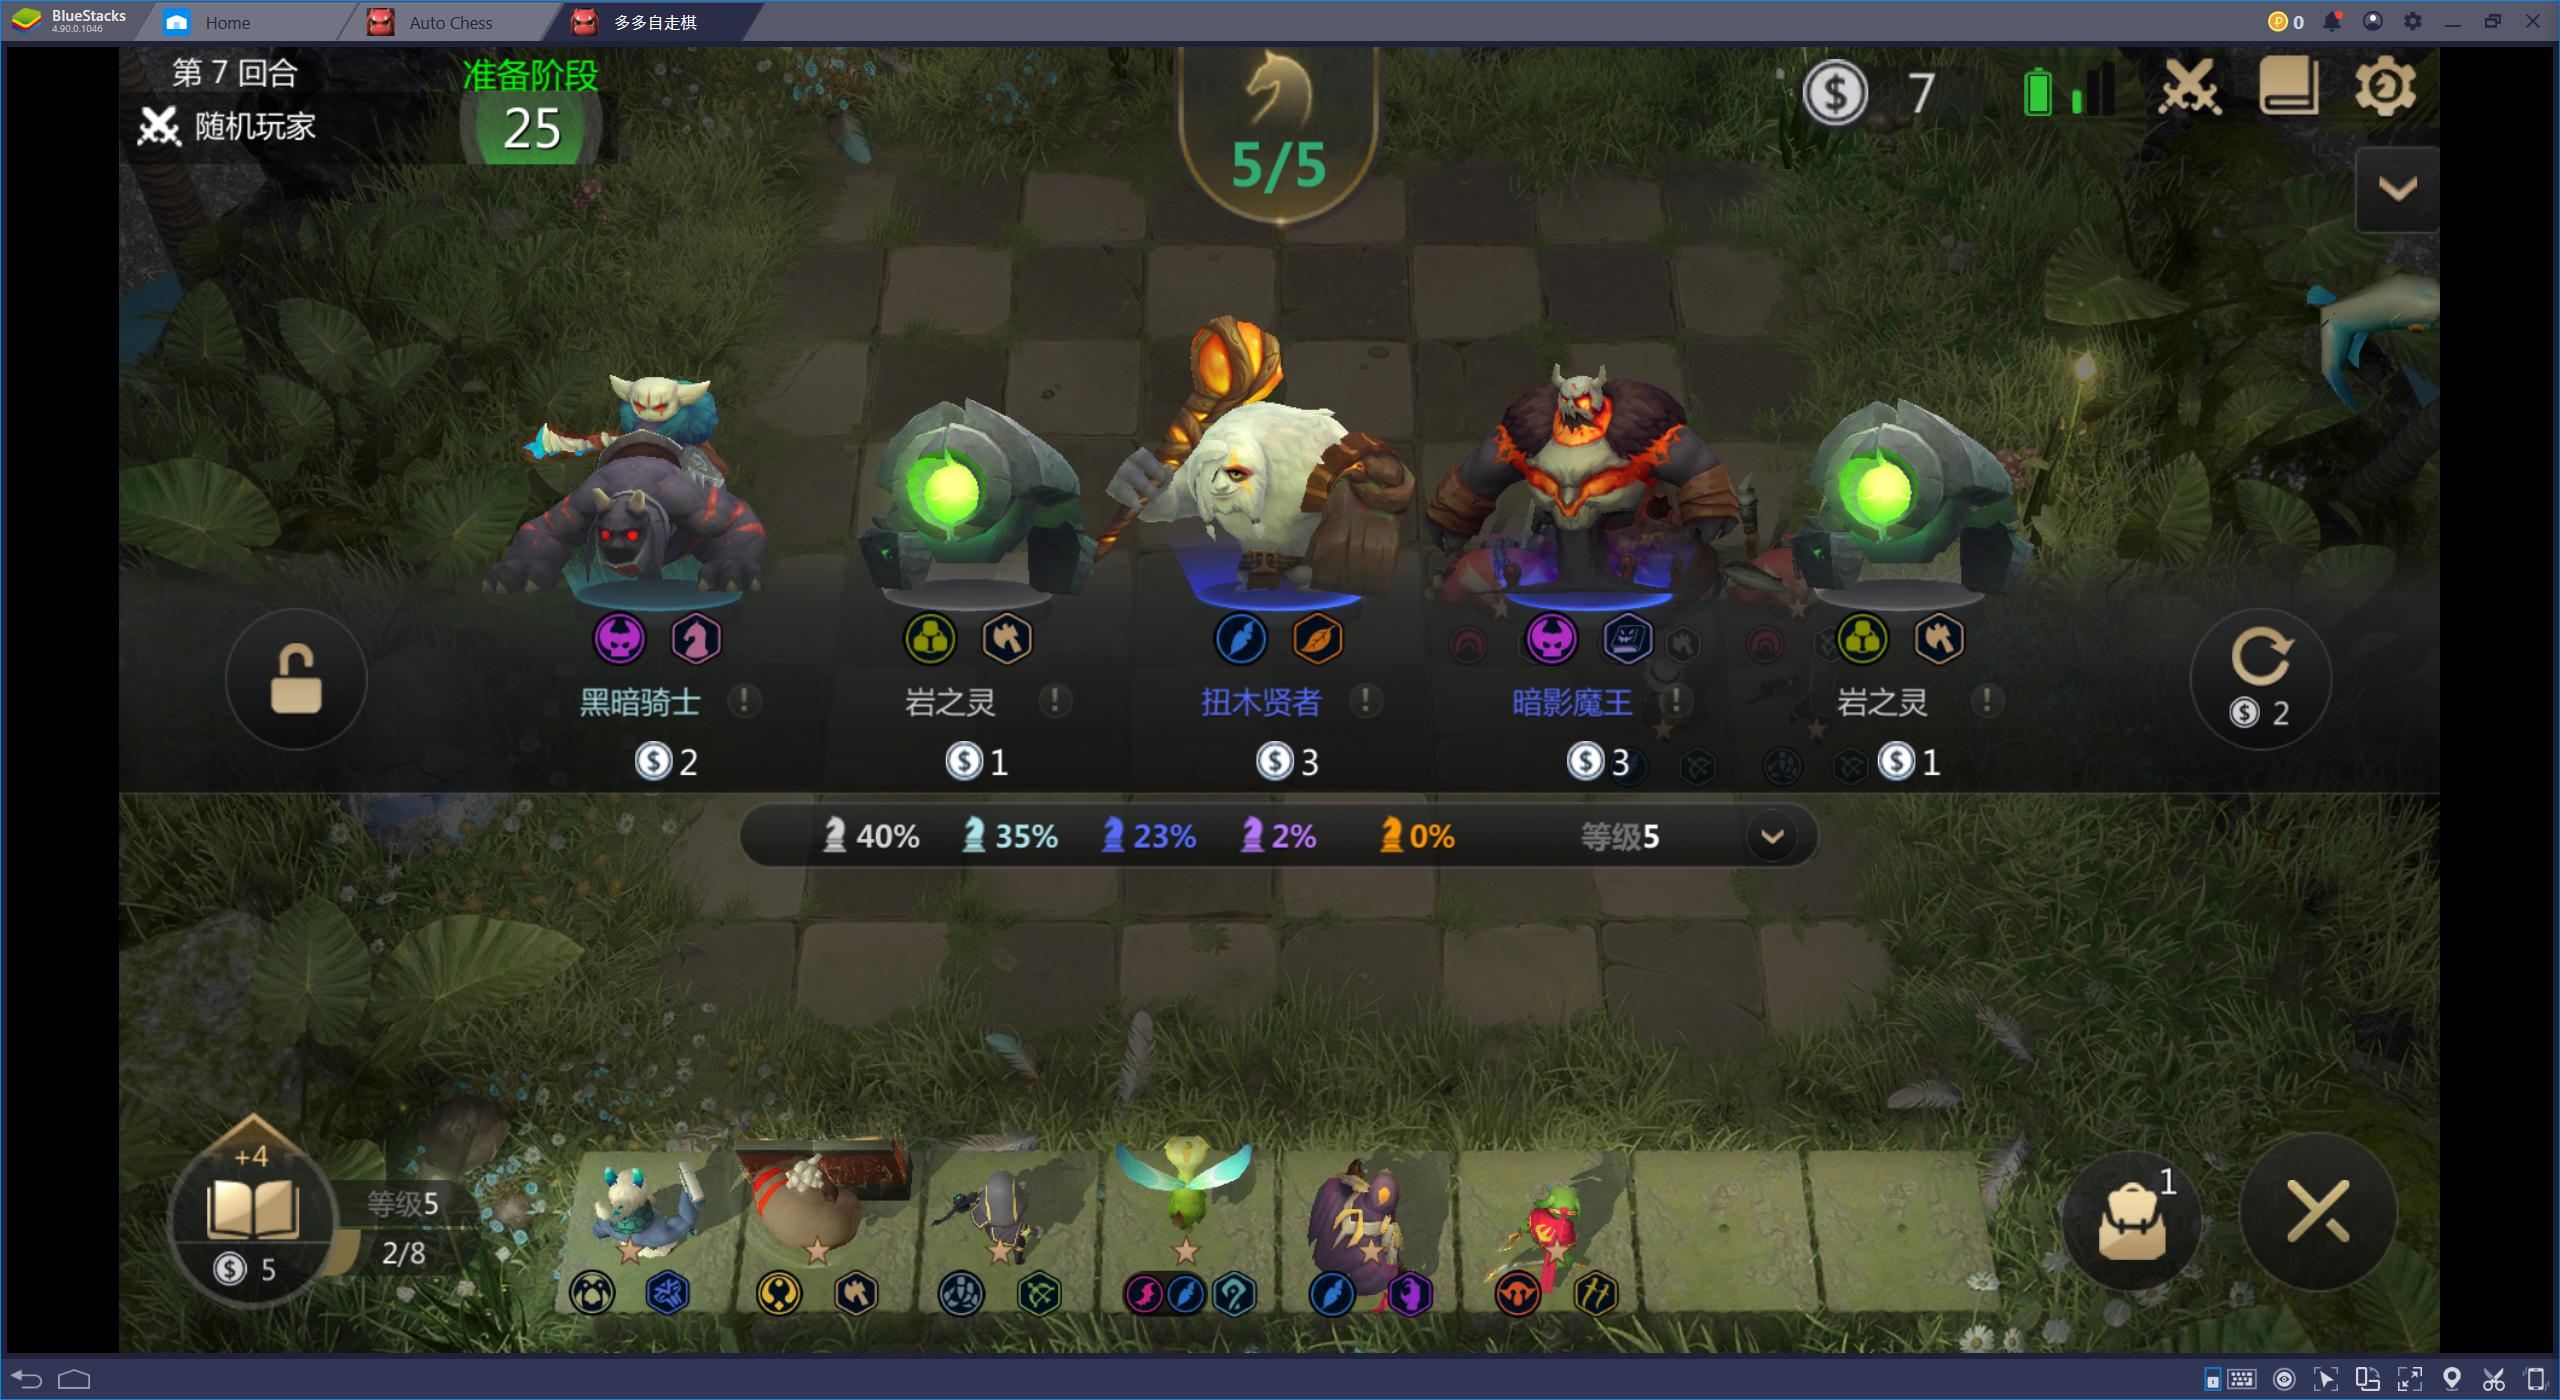 BlueStacks
4.90.0.1046
Home
Auto Chess
多多自走棋
0
第 7 回合
准备阶段
随机玩家
25
5/5
7
黑暗骑士
岩之灵
扭木贤者
暗影魔王
岩之灵
2
1
3
3
1
2
40%
35%
23%
2%
0%
等级5
+4
5
等级5
2/8
1